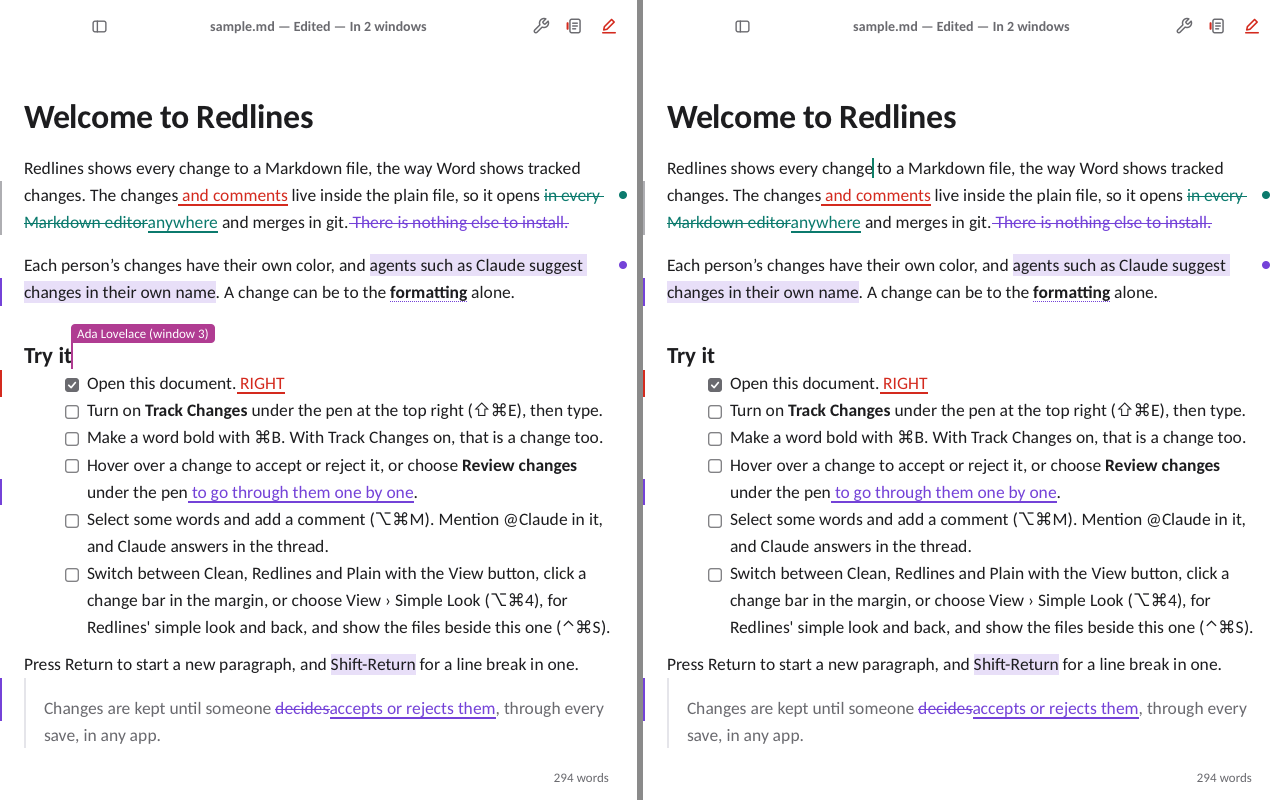 sample.md — Edited — In 2 windows
Welcome to Redlines
Redlines shows every change to a Markdown file, the way Word shows tracked
changes. The changes and comments live inside the plain file, so it opens in every
Markdown editoranywhere and merges in git. There is nothing else to install.
Each person’s changes have their own color, and agents such as Claude suggest
changes in their own name. A change can be to the formatting alone.
Ada Lovelace (window 3)
Try it
Open this document. RIGHT
Turn on Track Changes under the pen at the top right (⇧⌘E), then type.
Make a word bold with ⌘B. With Track Changes on, that is a change too.
Hover over a change to accept or reject it, or choose Review changes
under the pen to go through them one by one.
Select some words and add a comment (⌥⌘M). Mention @Claude in it,
and Claude answers in the thread.
Switch between Clean, Redlines and Plain with the View button, click a
change bar in the margin, or choose View › Simple Look (⌥⌘4), for
Redlines' simple look and back, and show the files beside this one (^⌘S).
Press Return to start a new paragraph, and Shift-Return for a line break in one.
Changes are kept until someone decidesaccepts or rejects them, through every
save, in any app.
294 words
sample.md — Edited — In 2 windows
Welcome to Redlines
Redlines shows every change to a Markdown file, the way Word shows tracked
changes. The changes and comments live inside the plain file, so it opens in every
Markdown editoranywhere and merges in git. There is nothing else to install.
Each person’s changes have their own color, and agents such as Claude suggest
changes in their own name. A change can be to the formatting alone.
Try it
Open this document. RIGHT
Turn on Track Changes under the pen at the top right (⇧⌘E), then type.
Make a word bold with ⌘B. With Track Changes on, that is a change too.
Hover over a change to accept or reject it, or choose Review changes
under the pen to go through them one by one.
Select some words and add a comment (⌥⌘M). Mention @Claude in it,
and Claude answers in the thread.
Switch between Clean, Redlines and Plain with the View button, click a
change bar in the margin, or choose View › Simple Look (⌥⌘4), for
Redlines' simple look and back, and show the files beside this one (^⌘S).
Press Return to start a new paragraph, and Shift-Return for a line break in one.
Changes are kept until someone decidesaccepts or rejects them, through every
save, in any app.
294 words